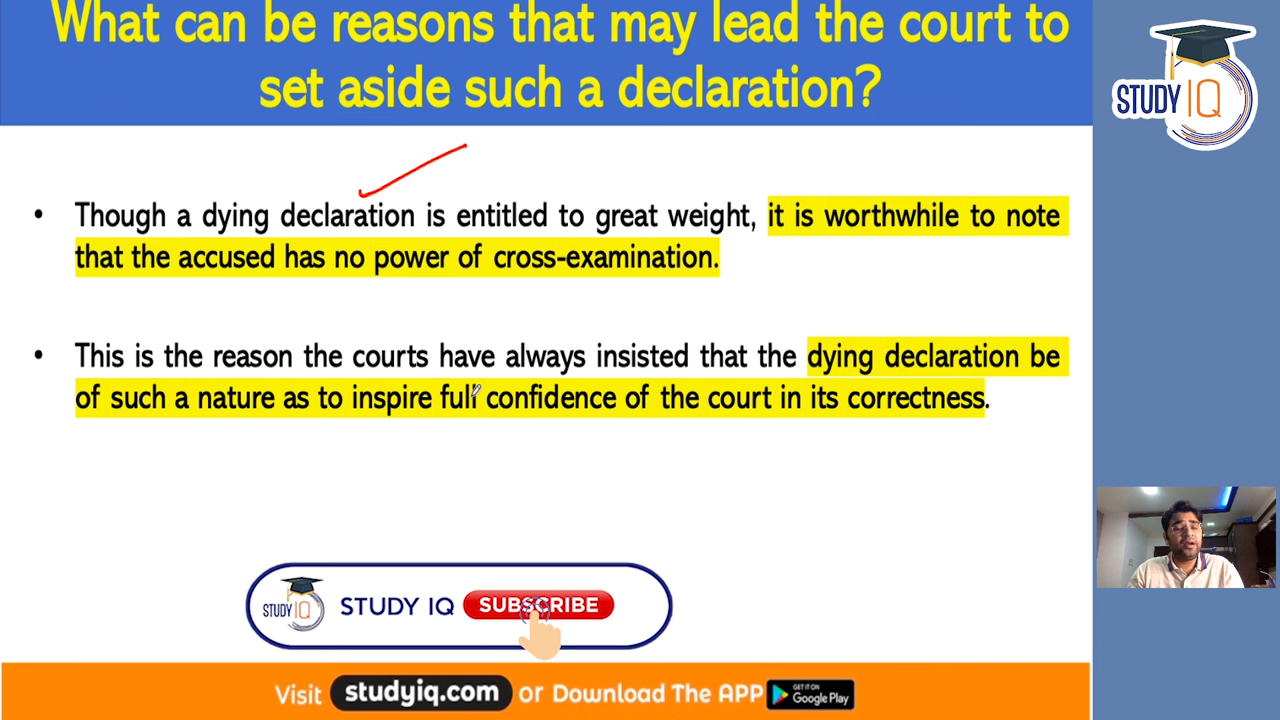 What can be reasons that may lead the court to
set aside such a declaration?
STUDY IQ
• Though a dying declaration is entitled to great weight, it is worthwhile to note
that the accused has no power of cross-examination.
• This is the reason the courts have always insisted that the dying declaration be
of such a nature as to inspire full confidence of the court in its correctness.
STUDY IQ STUDY IQ SUBSCRIBE
Visit studyiq.com or Download The APP GET IT ON Google Play